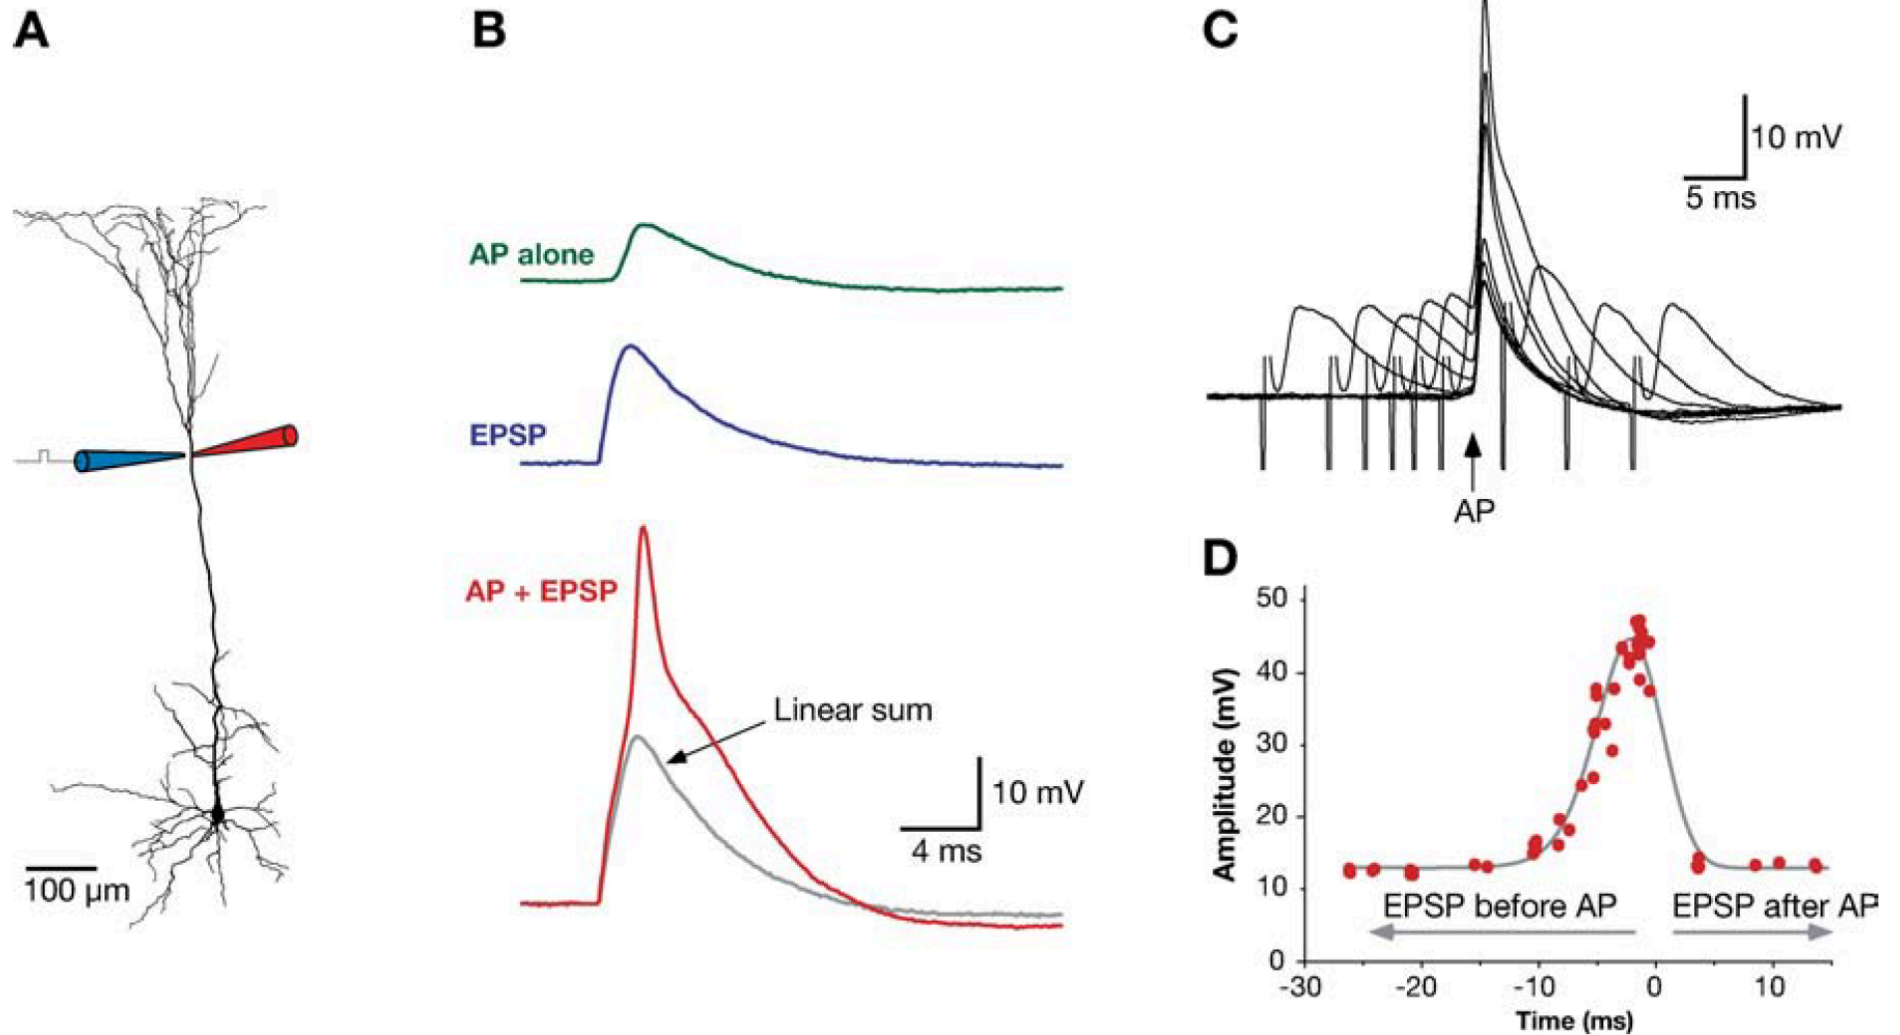 A
100 µm
B
AP alone
EPSP
AP + EPSP
Linear sum
10 mV
4 ms
C
10 mV
5 ms
AP
D
50
40
30
20
10
0
Amplitude (mV)
EPSP before AP
EPSP after AP
-30
-20
-10
0
10
Time (ms)